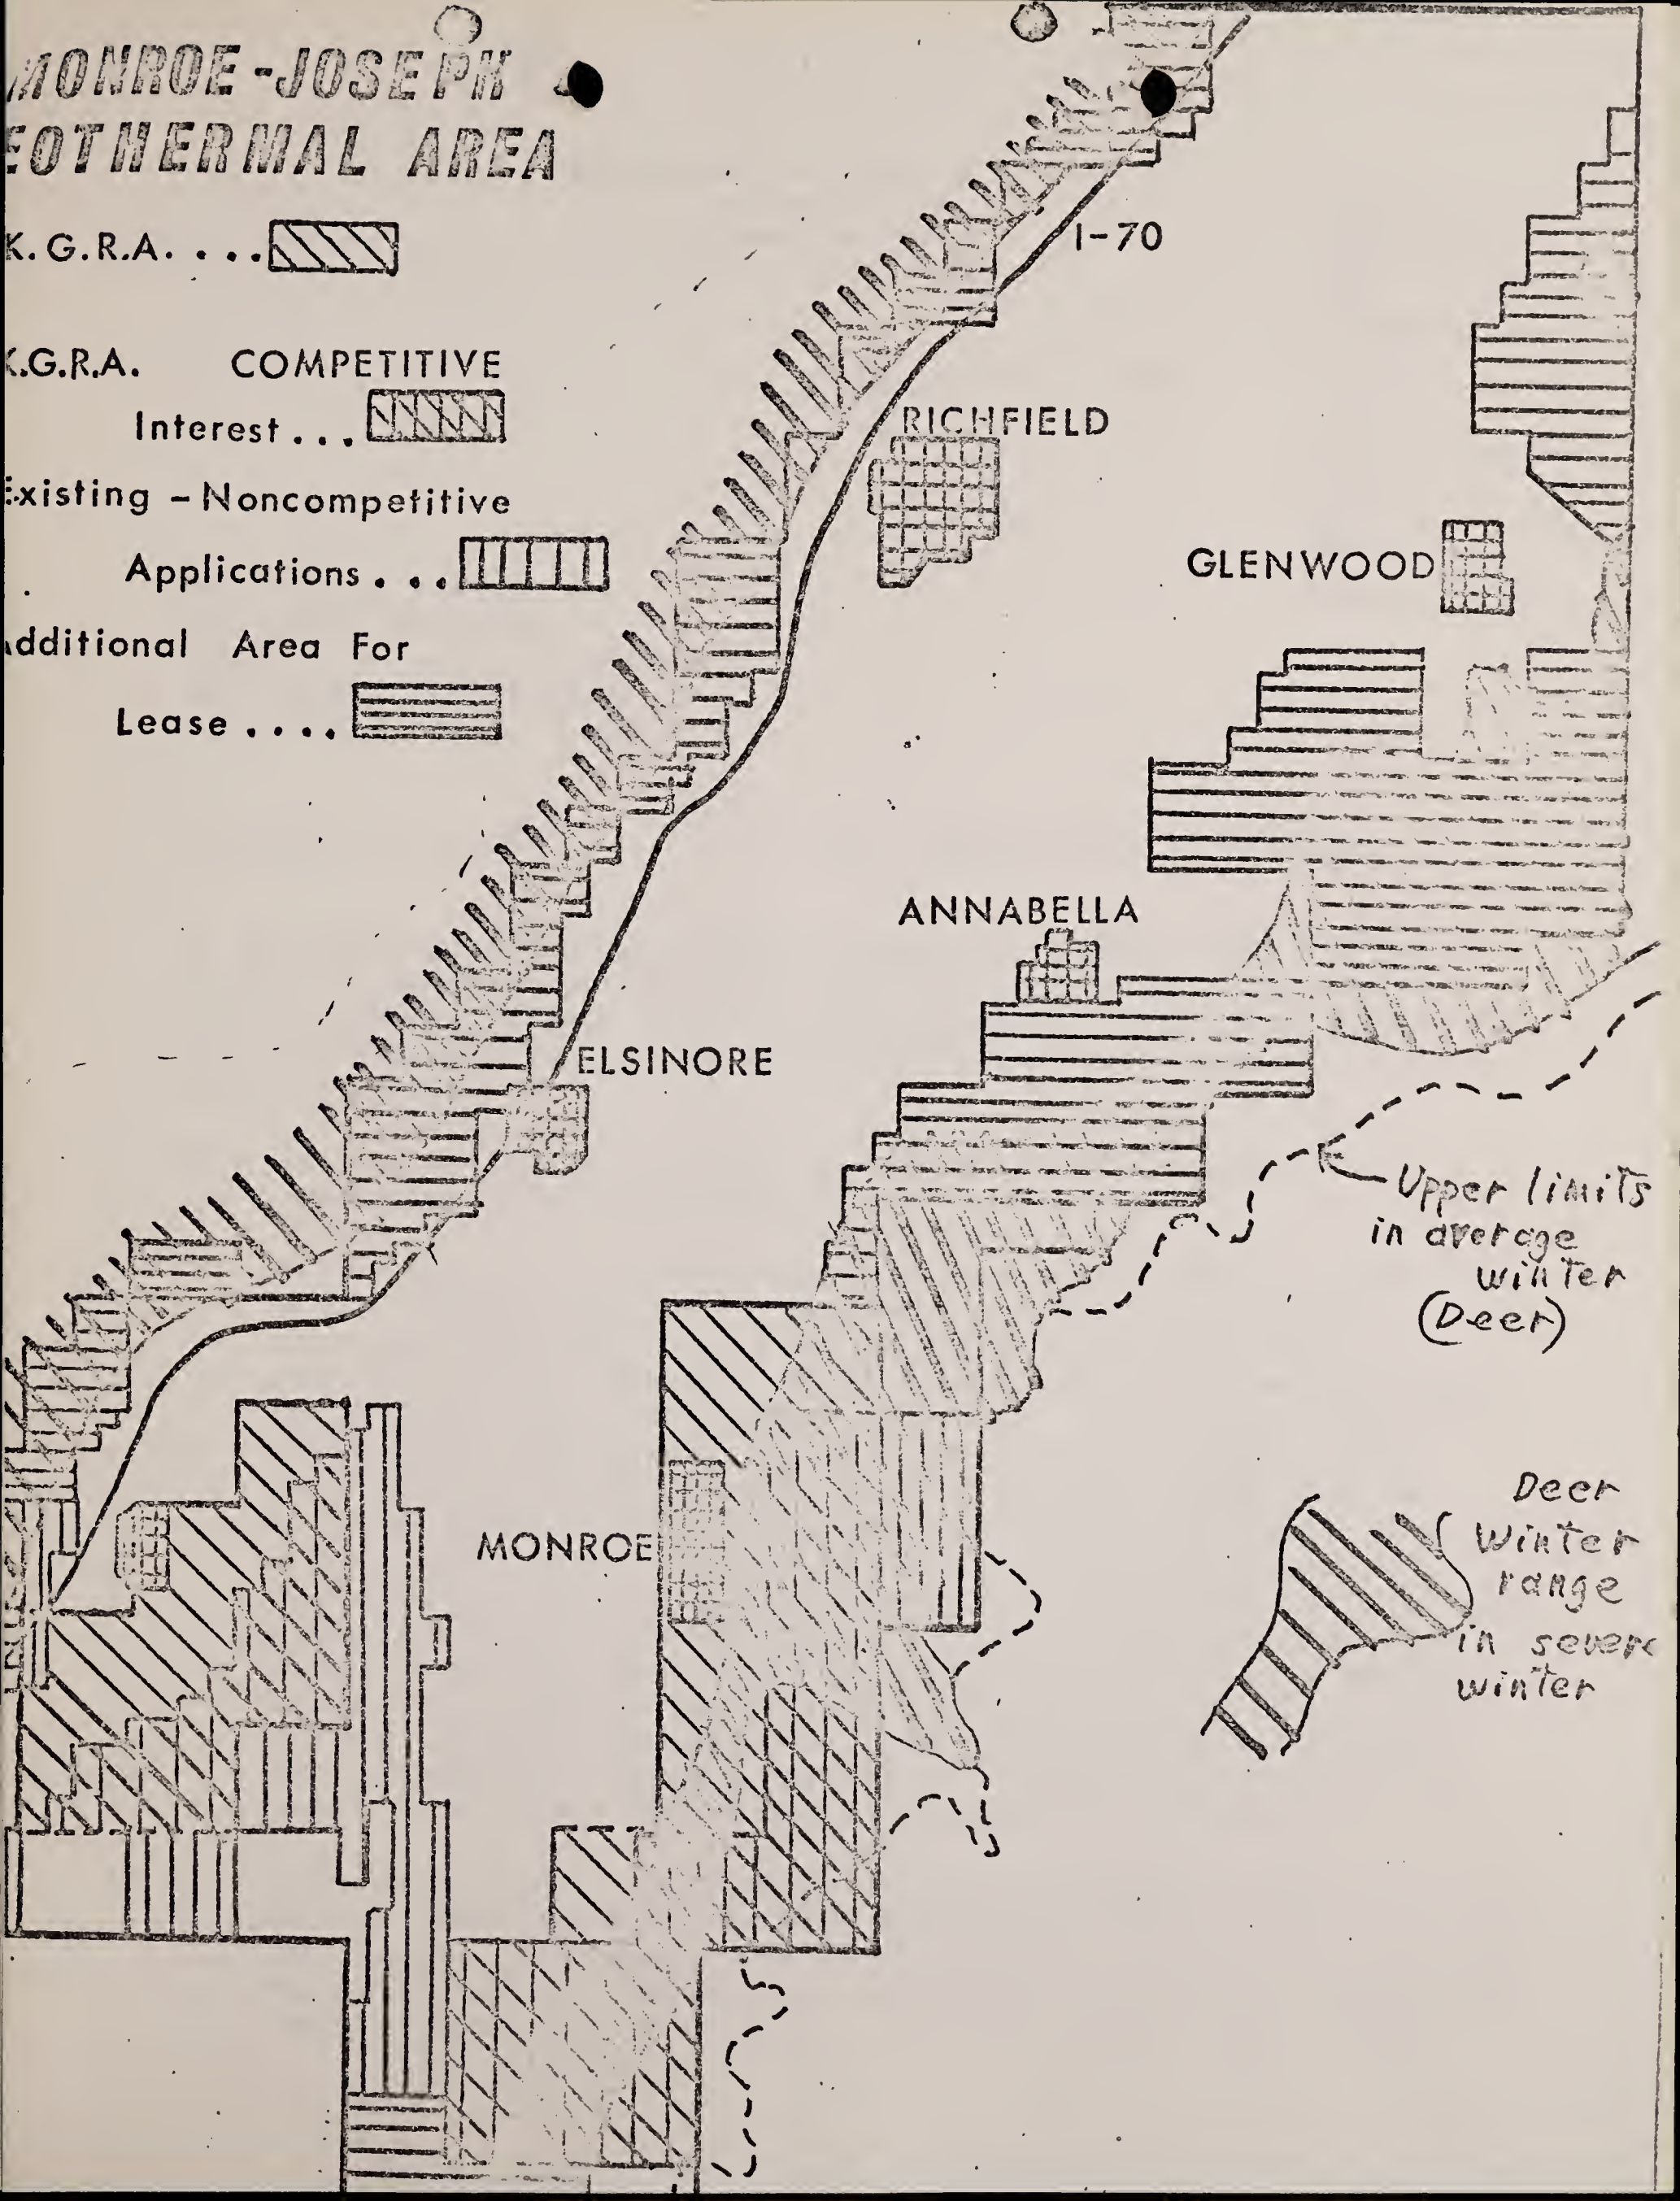 MONROE-JOSEPH
EOTHERMAL AREA
K.G.R.A. ....
K.G.R.A. COMPETITIVE
Interest ...
Existing - Noncompetitive
Applications ...
dditional Area For
Lease ....
I-70
RICHFIELD
GLENWOOD
ANNABELLA
ELSINORE
Upper limits
in average
winter
(Deer)
MONROE
Deer
Winter
range
in severe
winter